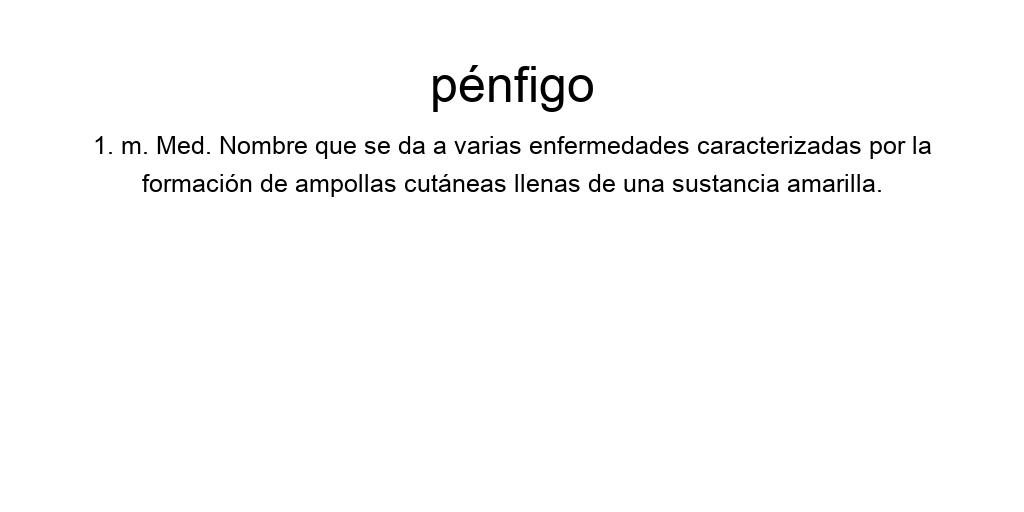 pénfigo
1. m. Med. Nombre que se da a varias enfermedades caracterizadas por la
formación de ampollas cutáneas llenas de una sustancia amarilla.